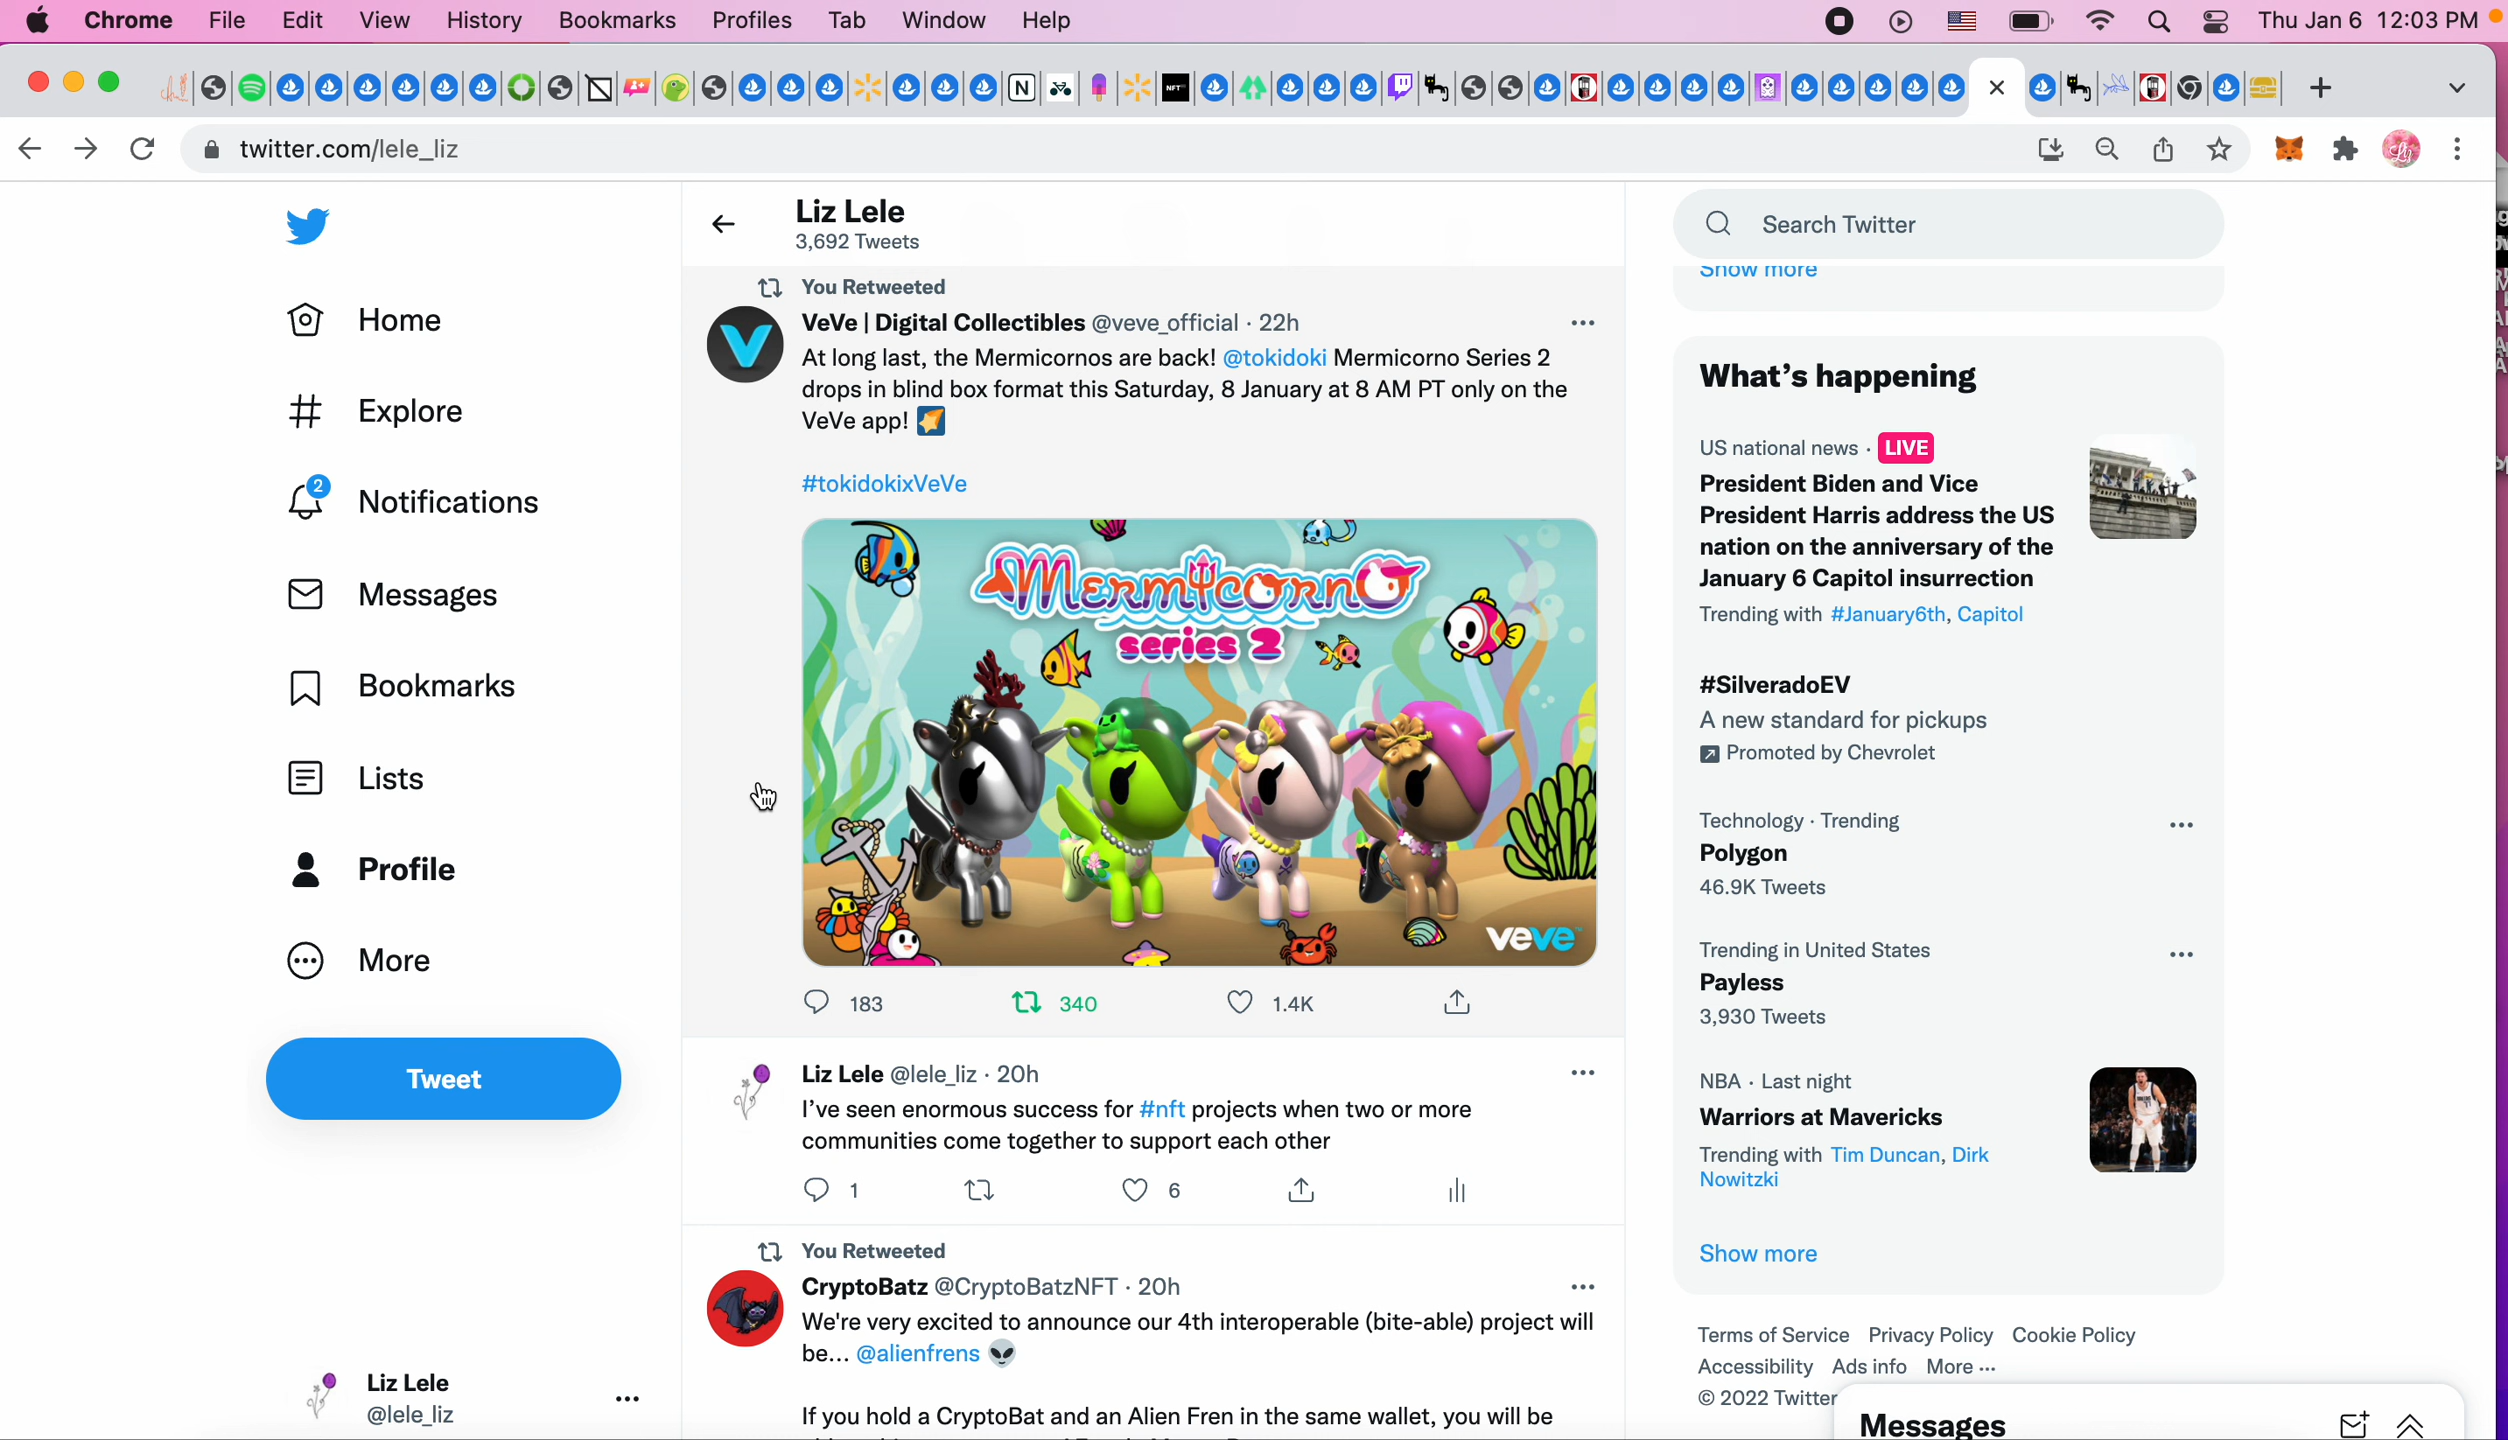 Chrome File Edit View History Bookmarks Profiles Tab Window Help Thu Jan 6 12:03 PM
twitter.com/lele_liz
Home
Explore
2
Notifications
Messages
Bookmarks
Lists
Profile
More
Tweet
Liz Lele
@lele_liz
Liz Lele
3,692 Tweets
You Retweeted
VeVe | Digital Collectibles @veve_official · 22h
At long last, the Mermicornos are back! @tokidoki Mermicorno Series 2
drops in blind box format this Saturday, 8 January at 8 AM PT only on the
VeVe app!
#tokidokixVeVe
Mermicorno
series 2
veve
183 340 1.4K
Liz Lele @lele_liz · 20h
I've seen enormous success for #nft projects when two or more
communities come together to support each other
1 6
You Retweeted
CryptoBatz @CryptoBatzNFT · 20h
We're very excited to announce our 4th interoperable (bite-able) project will
be... @alienfrens
If you hold a CryptoBat and an Alien Fren in the same wallet, you will be
Search Twitter
Show more
What's happening
US national news · LIVE
President Biden and Vice
President Harris address the US
nation on the anniversary of the
January 6 Capitol insurrection
Trending with #January6th, Capitol
#SilveradoEV
A new standard for pickups
Promoted by Chevrolet
Technology · Trending
Polygon
46.9K Tweets
Trending in United States
Payless
3,930 Tweets
NBA · Last night
Warriors at Mavericks
Trending with Tim Duncan, Dirk
Nowitzki
Show more
Terms of Service Privacy Policy Cookie Policy
Accessibility Ads info More ···
© 2022 Twitter
Messages